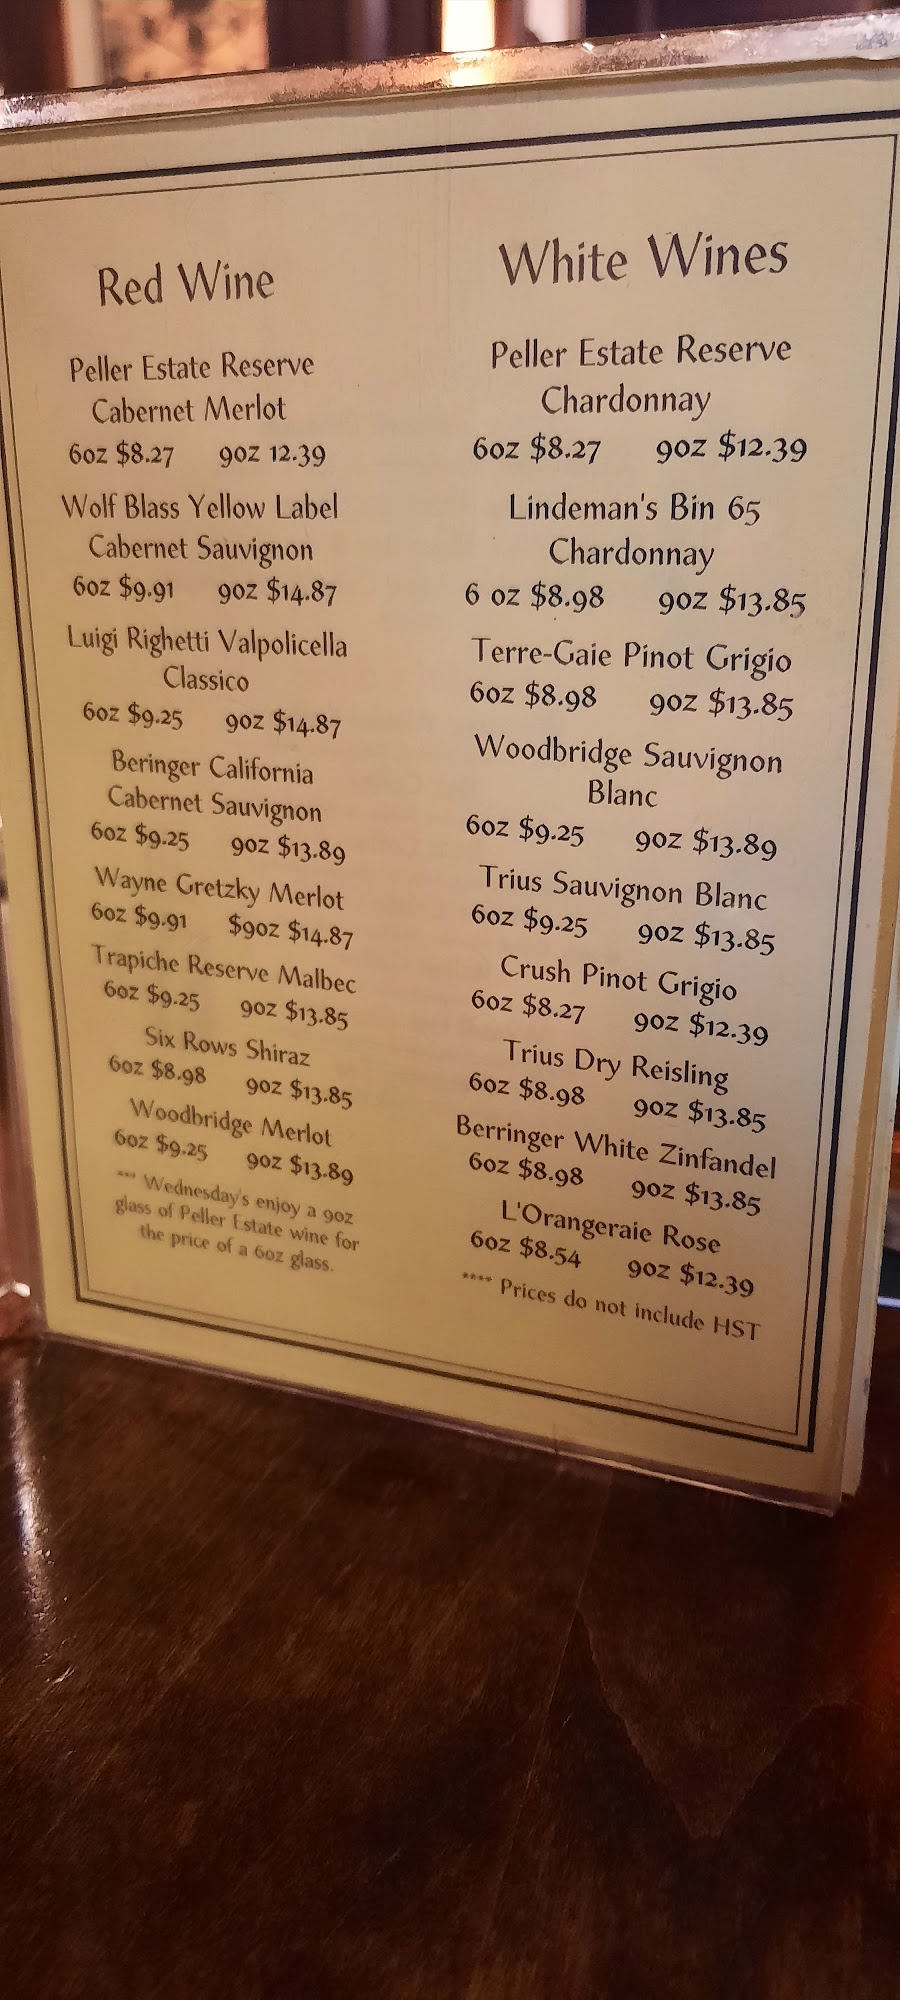 Red Wine
Peller Estate Reserve
Cabernet Merlot
6oz $8.27 9oz 12.39
Wolf Blass Yellow Label
Cabernet Sauvignon
6oz $9.91 9oz $14.87
Luigi Righetti Valpolicella
Classico
6oz $9.25 9oz $14.87
Beringer California
Cabernet Sauvignon
6oz $9.25 9oz $13.89
Wayne Gretzky Merlot
6oz $9.91 $9oz $14.87
Trapiche Reserve Malbec
6oz $9.25 9oz $13.85
Six Rows Shiraz
6oz $8.98 9oz $13.85
Woodbridge Merlot
6oz $9.25 9oz $13.89
*** Wednesday's enjoy a 9oz
glass of Peller Estate wine for
the price of a 6oz glass.
White Wines
Peller Estate Reserve
Chardonnay
6oz $8.27 9oz $12.39
Lindeman's Bin 65
Chardonnay
6 oz $8.98 9oz $13.85
Terre-Gaie Pinot Grigio
6oz $8.98 9oz $13.85
Woodbridge Sauvignon
Blanc
6oz $9.25 9oz $13.89
Trius Sauvignon Blanc
6oz $9.25 9oz $13.85
Crush Pinot Grigio
6oz $8.27 9oz $12.39
Trius Dry Reisling
6oz $8.98 9oz $13.85
Berringer White Zinfandel
6oz $8.98 9oz $13.85
L'Orangeraie Rose
6oz $8.54 9oz $12.39
**** Prices do not include HST